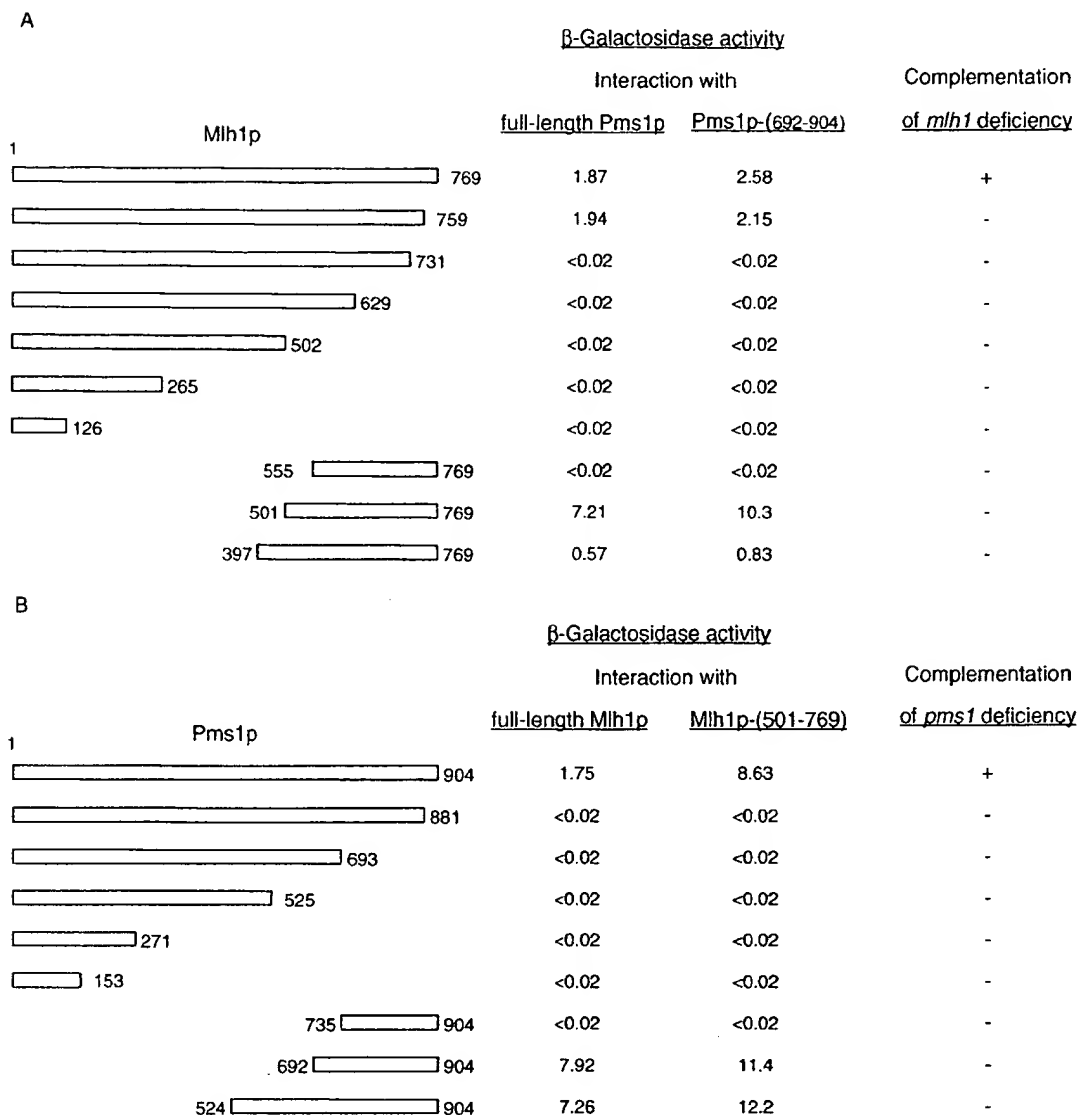 A
β-Galactosidase activity
Interaction with Complementation
Mlh1p full-length Pms1p Pms1p-(692-904) of mlh1 deficiency
1
769 1.87 2.58 +
759 1.94 2.15 -
731 <0.02 <0.02 -
629 <0.02 <0.02 -
502 <0.02 <0.02 -
265 <0.02 <0.02 -
126 <0.02 <0.02 -
555 769 <0.02 <0.02 -
501 769 7.21 10.3 -
397 769 0.57 0.83 -
B
β-Galactosidase activity
Interaction with Complementation
Pms1p full-length Mlh1p Mlh1p-(501-769) of pms1 deficiency
1
904 1.75 8.63 +
881 <0.02 <0.02 -
693 <0.02 <0.02 -
525 <0.02 <0.02 -
271 <0.02 <0.02 -
153 <0.02 <0.02 -
735 904 <0.02 <0.02 -
692 904 7.92 11.4 -
524 904 7.26 12.2 -